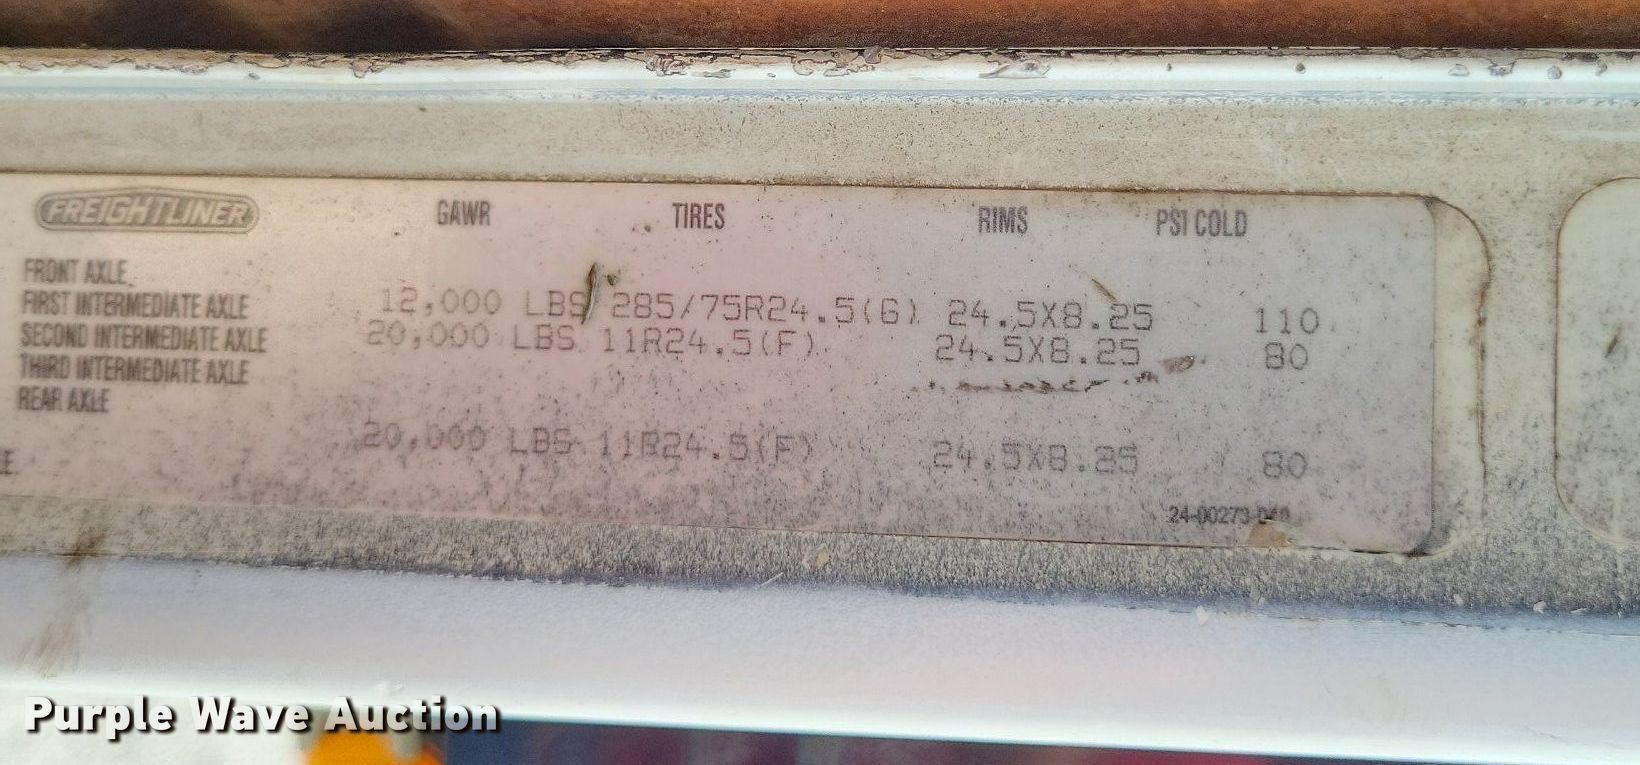 FREIGHTLINER GAWR TIRES RIMS PSI COLD
FRONT AXLE
FIRST INTERMEDIATE AXLE 12,000 LBS 285/75R24.5(G) 24.5X8.25 110
SECOND INTERMEDIATE AXLE 20,000 LBS 11R24.5(F) 24.5X8.25 80
THIRD INTERMEDIATE AXLE
REAR AXLE
20,000 LBS 11R24.5(F) 24.5X8.25 80
Purple Wave Auction